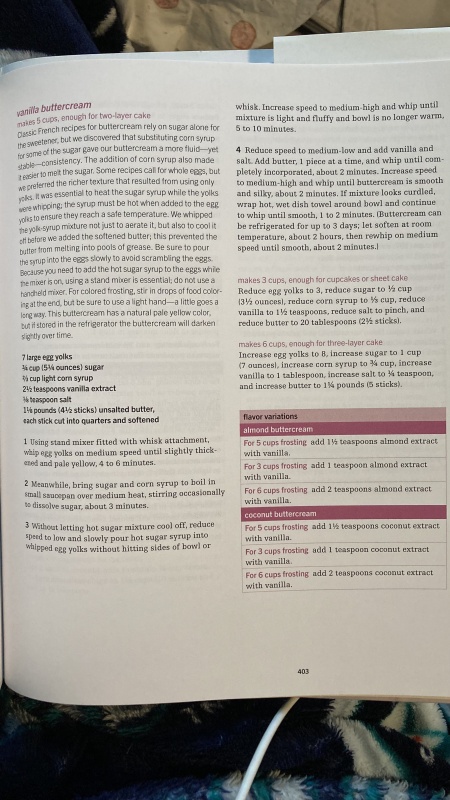 vanilla buttercream
makes 5 cups, enough for two-layer cake
Classic French recipes for buttercream rely on sugar alone for
the sweetener, but we discovered that substituting corn syrup
for some of the sugar gave our buttercream a more fluid—yet
stable—consistency. The addition of corn syrup also made
it easier to melt the sugar. Some recipes call for whole eggs, but
we preferred the richer texture that resulted from using only
yolks. It was essential to heat the sugar syrup while the yolks
were whipping; the syrup must be hot when added to the egg
yolks to ensure they reach a safe temperature. We whipped
the yolk-syrup mixture not just to aerate it, but also to cool it
off before we added the softened butter; this prevented the
butter from melting into pools of grease. Be sure to pour
the syrup into the eggs slowly to avoid scrambling the eggs.
Because you need to add the hot sugar syrup to the eggs while
the mixer is on, using a stand mixer is essential; do not use a
handheld mixer. For colored frosting, stir in drops of food color-
ing at the end, but be sure to use a light hand—a little goes a
long way. This buttercream has a natural pale yellow color,
but if stored in the refrigerator the buttercream will darken
slightly over time.
7 large egg yolks
¾ cup (5¼ ounces) sugar
⅔ cup light corn syrup
2½ teaspoons vanilla extract
teaspoon salt
pounds (4½ sticks) unsalted butter,
each stick cut into quarters and softened
1 Using stand mixer fitted with whisk attachment,
whip egg yolks on medium speed until slightly thick-
ened and pale yellow, 4 to 6 minutes.
2 Meanwhile, bring sugar and corn syrup to boil in
small saucepan over medium heat, stirring occasionally
to dissolve sugar, about 3 minutes.
3 Without letting hot sugar mixture cool off, reduce
speed to low and slowly pour hot sugar syrup into
whipped egg yolks without hitting sides of bowl or
whisk. Increase speed to medium-high and whip until
mixture is light and fluffy and bowl is no longer warm,
5 to 10 minutes.
4 Reduce speed to medium-low and add vanilla and
salt. Add butter, 1 piece at a time, and whip until com-
pletely incorporated, about 2 minutes. Increase speed
to medium-high and whip until buttercream is smooth
and silky, about 2 minutes. If mixture looks curdled,
wrap hot, wet dish towel around bowl and continue
to whip until smooth, 1 to 2 minutes. (Buttercream can
be refrigerated for up to 3 days; let soften at room
temperature, about 2 hours, then rewhip on medium
speed until smooth, about 2 minutes.)
makes 3 cups, enough for cupcakes or sheet cake
Reduce egg yolks to 3, reduce sugar to ½ cup
(3½ ounces), reduce corn syrup to ⅓ cup, reduce
vanilla to 1½ teaspoons, reduce salt to pinch, and
reduce butter to 20 tablespoons (2½ sticks).
makes 6 cups, enough for three-layer cake
Increase egg yolks to 8, increase sugar to 1 cup
(7 ounces), increase corn syrup to ¾ cup, increase
vanilla to 1 tablespoon, increase salt to ¼ teaspoon,
and increase butter to 1¼ pounds (5 sticks).
flavor variations
almond buttercream
For 5 cups frosting add 1½ teaspoons almond extract
with vanilla.
For 3 cups frosting add 1 teaspoon almond extract
with vanilla.
For 6 cups frosting add 2 teaspoons almond extract
with vanilla.
coconut buttercream
For 5 cups frosting add 1½ teaspoons coconut extract
with vanilla.
For 3 cups frosting add 1 teaspoon coconut extract
with vanilla.
For 6 cups frosting add 2 teaspoons coconut extract
with vanilla.
403